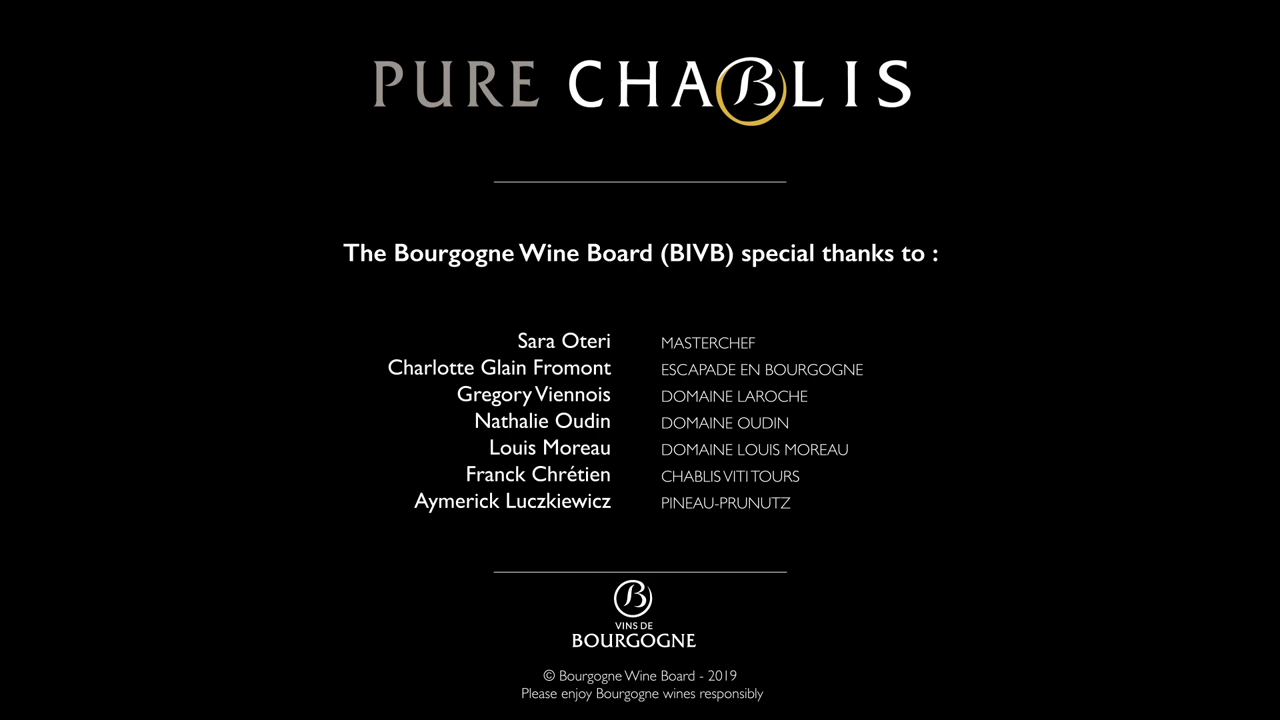 PURE CHABLIS
The Bourgogne Wine Board (BIVB) special thanks to :
Sara Oteri MASTERCHEF
Charlotte Glain Fromont ESCAPADE EN BOURGOGNE
Gregory Viennois DOMAINE LAROCHE
Nathalie Oudin DOMAINE OUDIN
Louis Moreau DOMAINE LOUIS MOREAU
Franck Chrétien CHABLIS VITI TOURS
Aymerick Luczkiewicz PINEAU-PRUNUTZ
B
VINS DE
BOURGOGNE
© Bourgogne Wine Board - 2019
Please enjoy Bourgogne wines responsibly